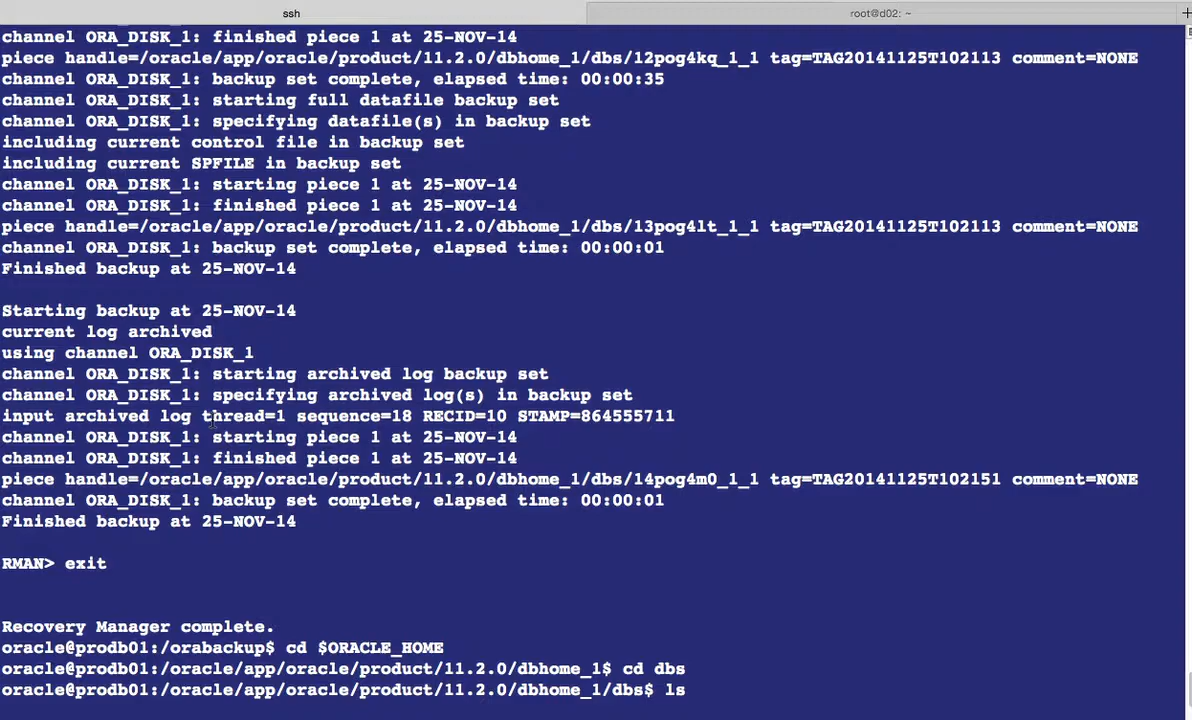 ssh
root@d02: ~
channel ORA_DISK_1: finished piece 1 at 25-NOV-14
piece handle=/oracle/app/oracle/product/11.2.0/dbhome_1/dbs/12pog4kq_1_1 tag=TAG20141125T102113 comment=NONE
channel ORA_DISK_1: backup set complete, elapsed time: 00:00:35
channel ORA_DISK_1: starting full datafile backup set
channel ORA_DISK_1: specifying datafile(s) in backup set
including current control file in backup set
including current SPFILE in backup set
channel ORA_DISK_1: starting piece 1 at 25-NOV-14
channel ORA_DISK_1: finished piece 1 at 25-NOV-14
piece handle=/oracle/app/oracle/product/11.2.0/dbhome_1/dbs/13pog4lt_1_1 tag=TAG20141125T102113 comment=NONE
channel ORA_DISK_1: backup set complete, elapsed time: 00:00:01
Finished backup at 25-NOV-14
Starting backup at 25-NOV-14
current log archived
using channel ORA_DISK_1
channel ORA_DISK_1: starting archived log backup set
channel ORA_DISK_1: specifying archived log(s) in backup set
input archived log thread=1 sequence=18 RECID=10 STAMP=864555711
channel ORA_DISK_1: starting piece 1 at 25-NOV-14
channel ORA_DISK_1: finished piece 1 at 25-NOV-14
piece handle=/oracle/app/oracle/product/11.2.0/dbhome_1/dbs/14pog4m0_1_1 tag=TAG20141125T102151 comment=NONE
channel ORA_DISK_1: backup set complete, elapsed time: 00:00:01
Finished backup at 25-NOV-14
RMAN> exit
Recovery Manager complete.
oracle@prodb01:/orabackup$ cd $ORACLE_HOME
oracle@prodb01:/oracle/app/oracle/product/11.2.0/dbhome_1$ cd dbs
oracle@prodb01:/oracle/app/oracle/product/11.2.0/dbhome_1/dbs$ ls